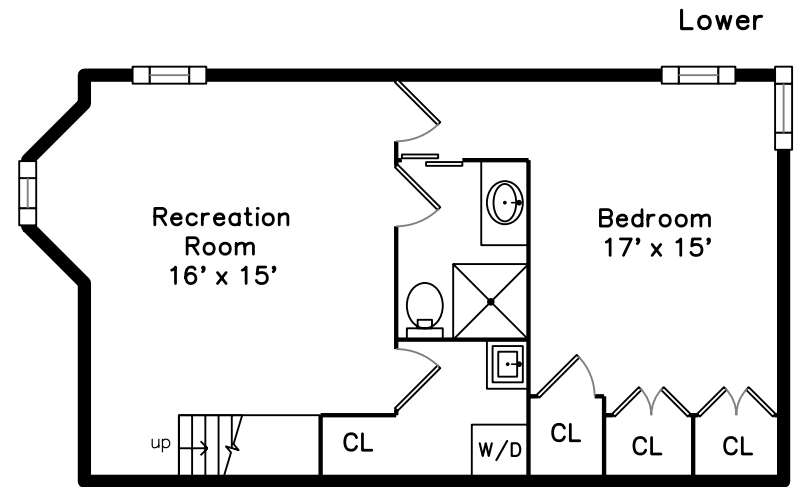 Lower
Recreation
Room
16' x 15'
Bedroom
17' x 15'
up
CL
W/D
CL
CL
CL